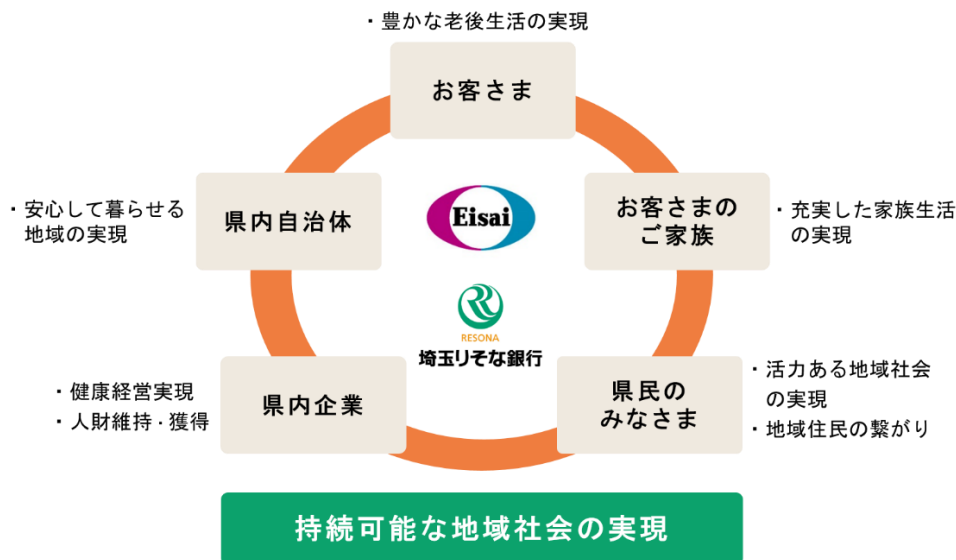 ・豊かな老後生活の実現
お客さま
・安心して暮らせる
地域の実現
県内自治体
Eisai
お客さまの
ご家族
・充実した家族生活
の実現
RESONA
埼玉りそな銀行
・健康経営実現
・人財維持・獲得
県内企業
県民の
みなさま
・活力ある地域社会
の実現
・地域住民の繋がり
持続可能な地域社会の実現